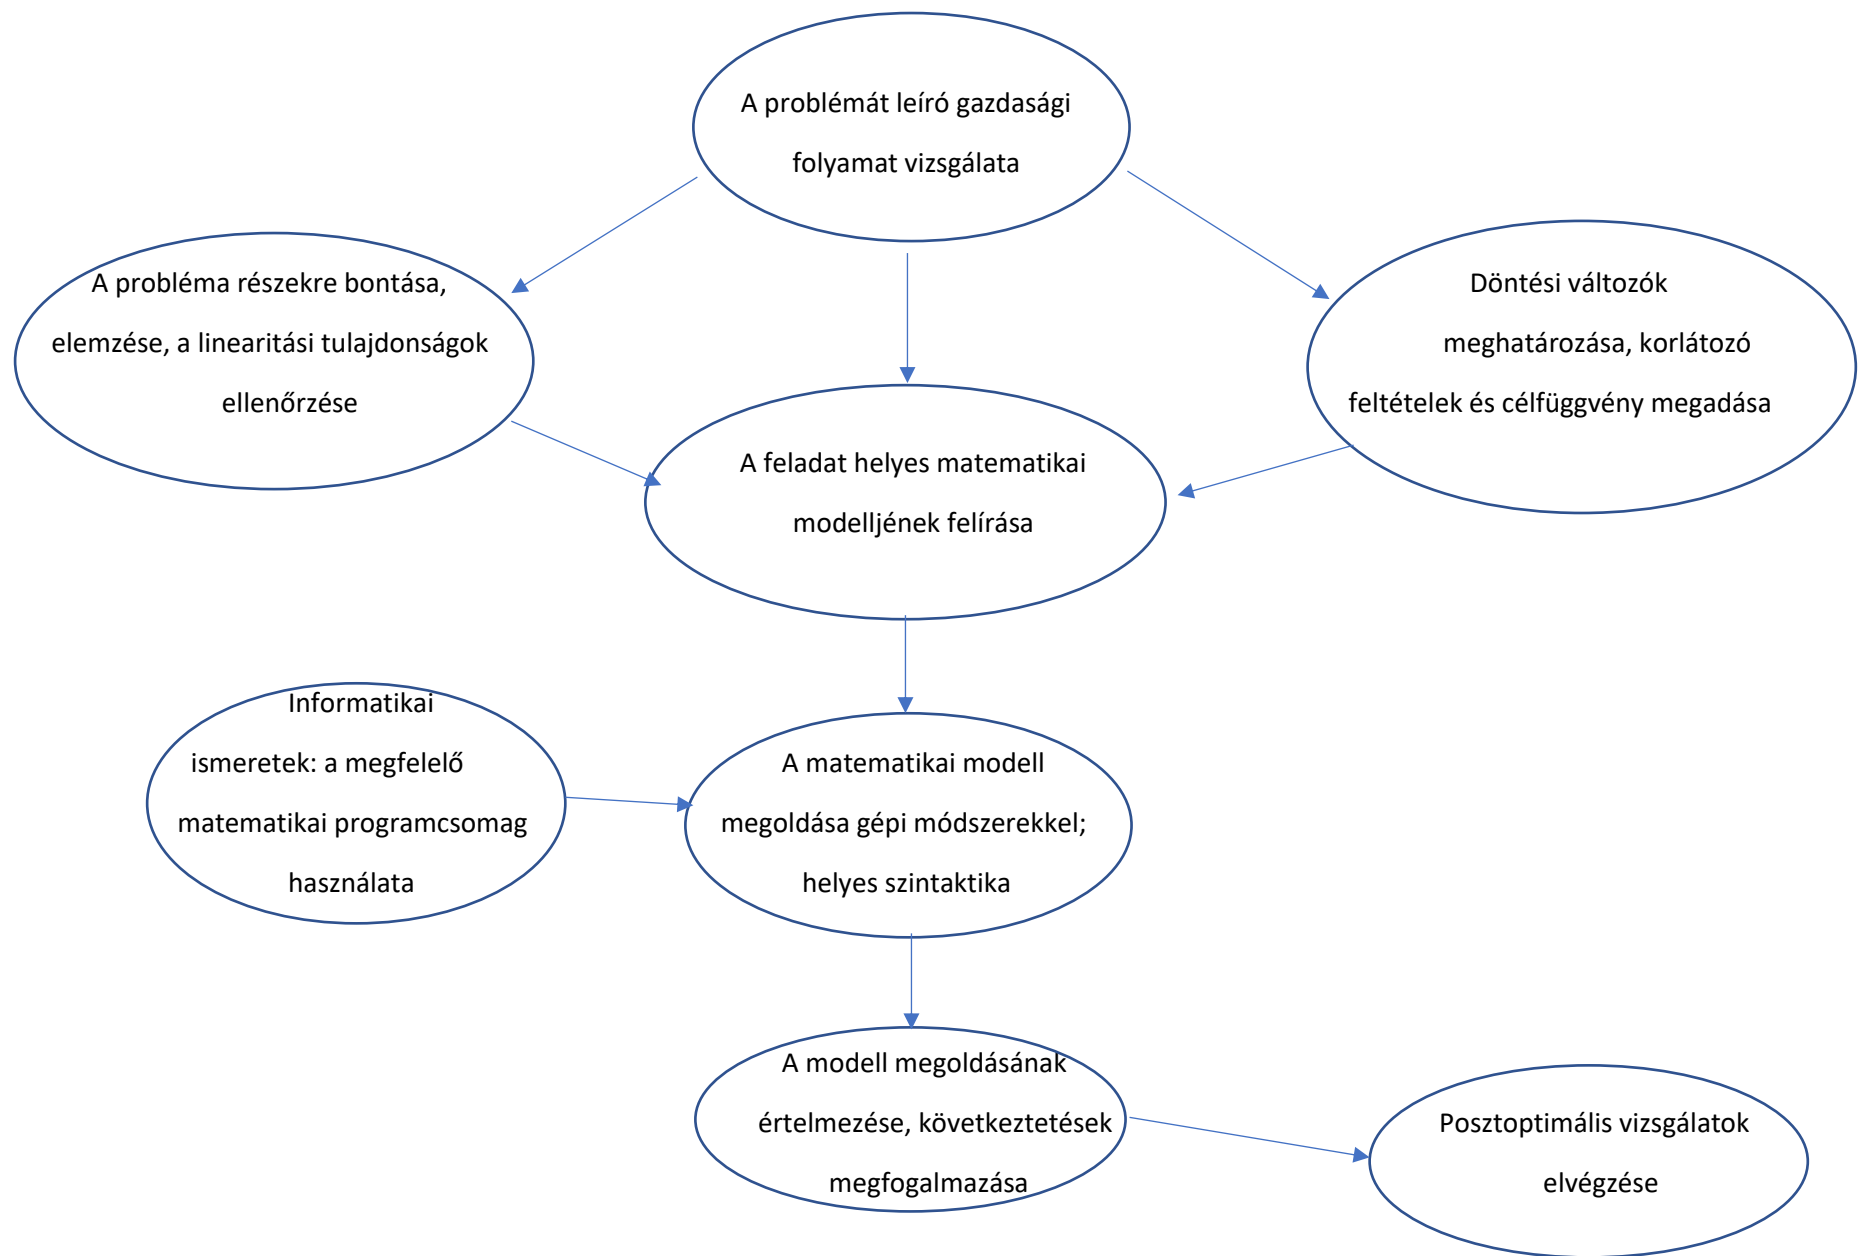 A problémát leíró gazdasági
folyamat vizsgálata
A probléma részekre bontása,
elemzése, a linearitási tulajdonságok
ellenőrzése
Döntési változók
meghatározása, korlátozó
feltételek és célfüggvény megadása
A feladat helyes matematikai
modelljének felírása
Informatikai
ismeretek: a megfelelő
matematikai programcsomag
használata
A matematikai modell
megoldása gépi módszerekkel;
helyes szintaktika
A modell megoldásának
értelmezése, következtetések
megfogalmazása
Posztoptimális vizsgálatok
elvégzése